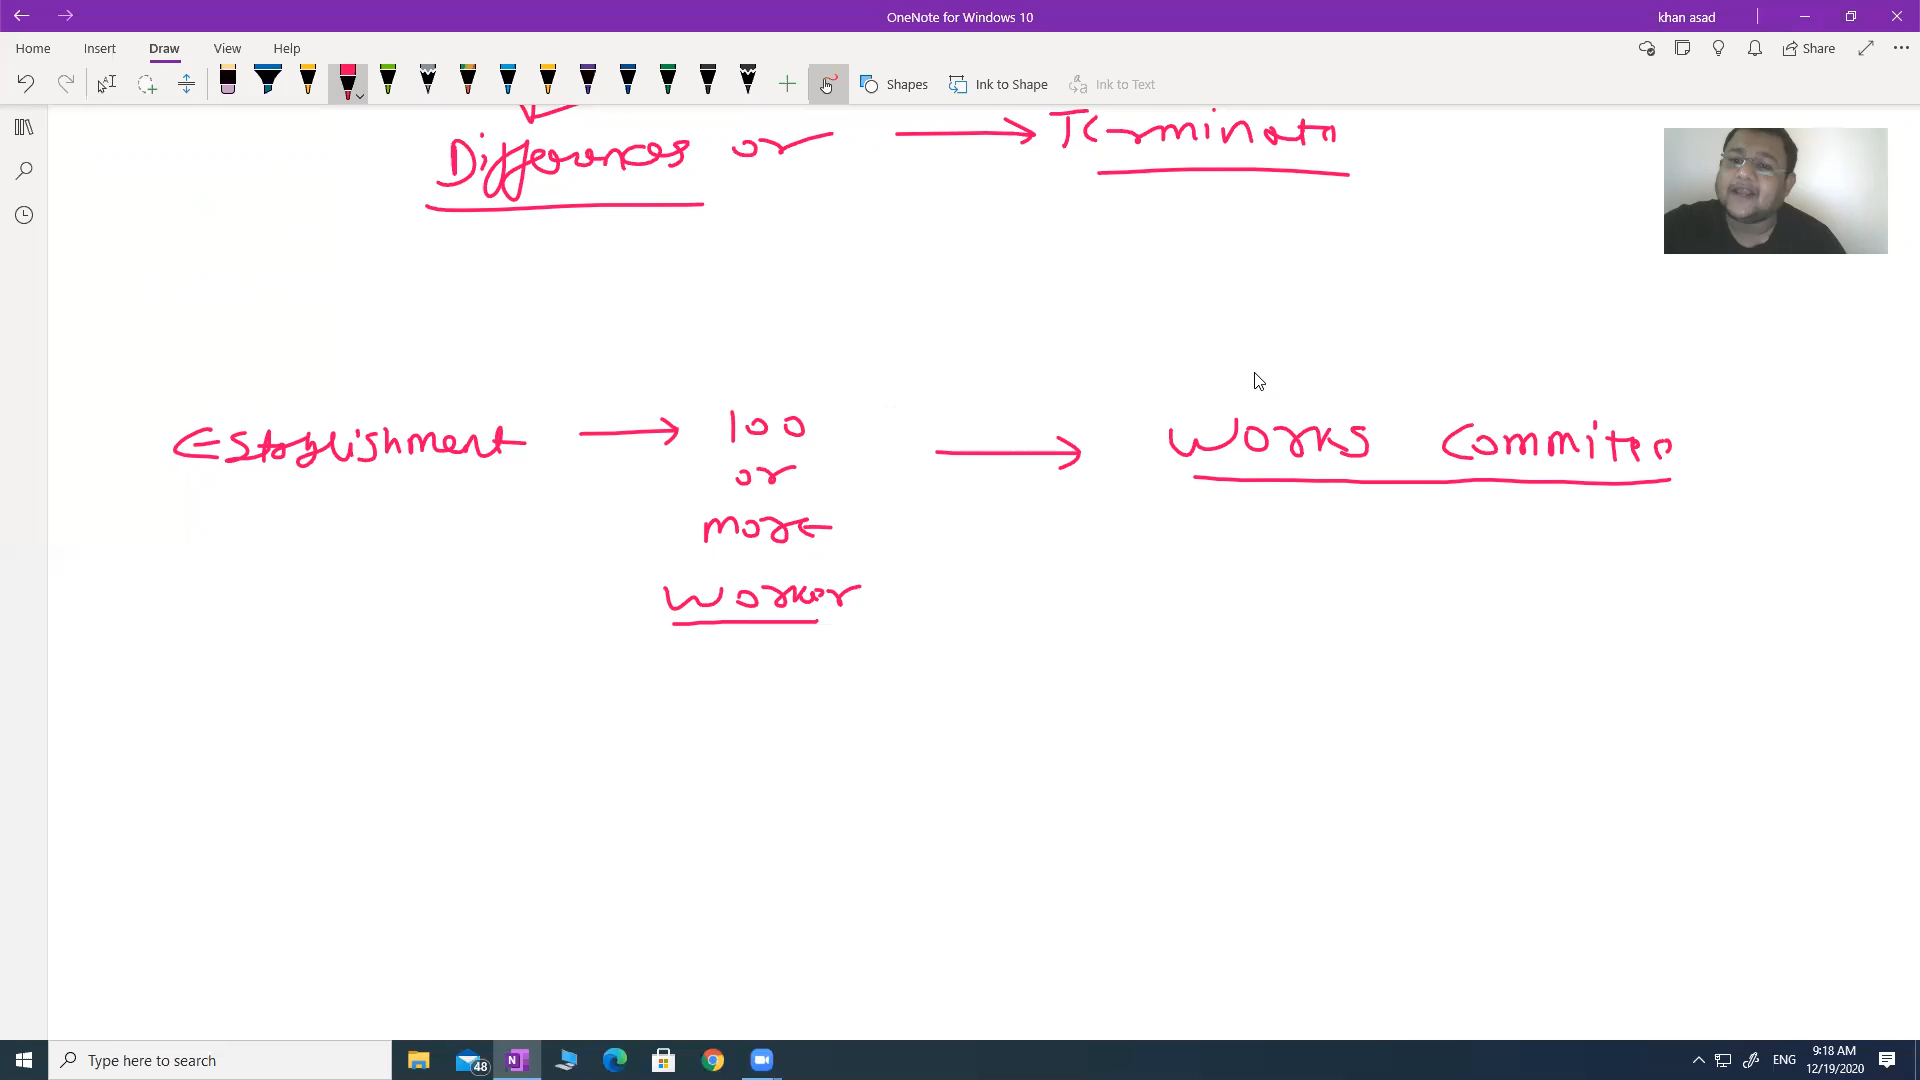 OneNote for Windows 10
khan asad
Home Insert Draw View Help
Share
Shapes
Ink to Shape
Ink to Text
Differences or → Terminate
Establishment → 100 → Works Committee
or
more
worker
Type here to search
48
N
ENG
9:18 AM
12/19/2020